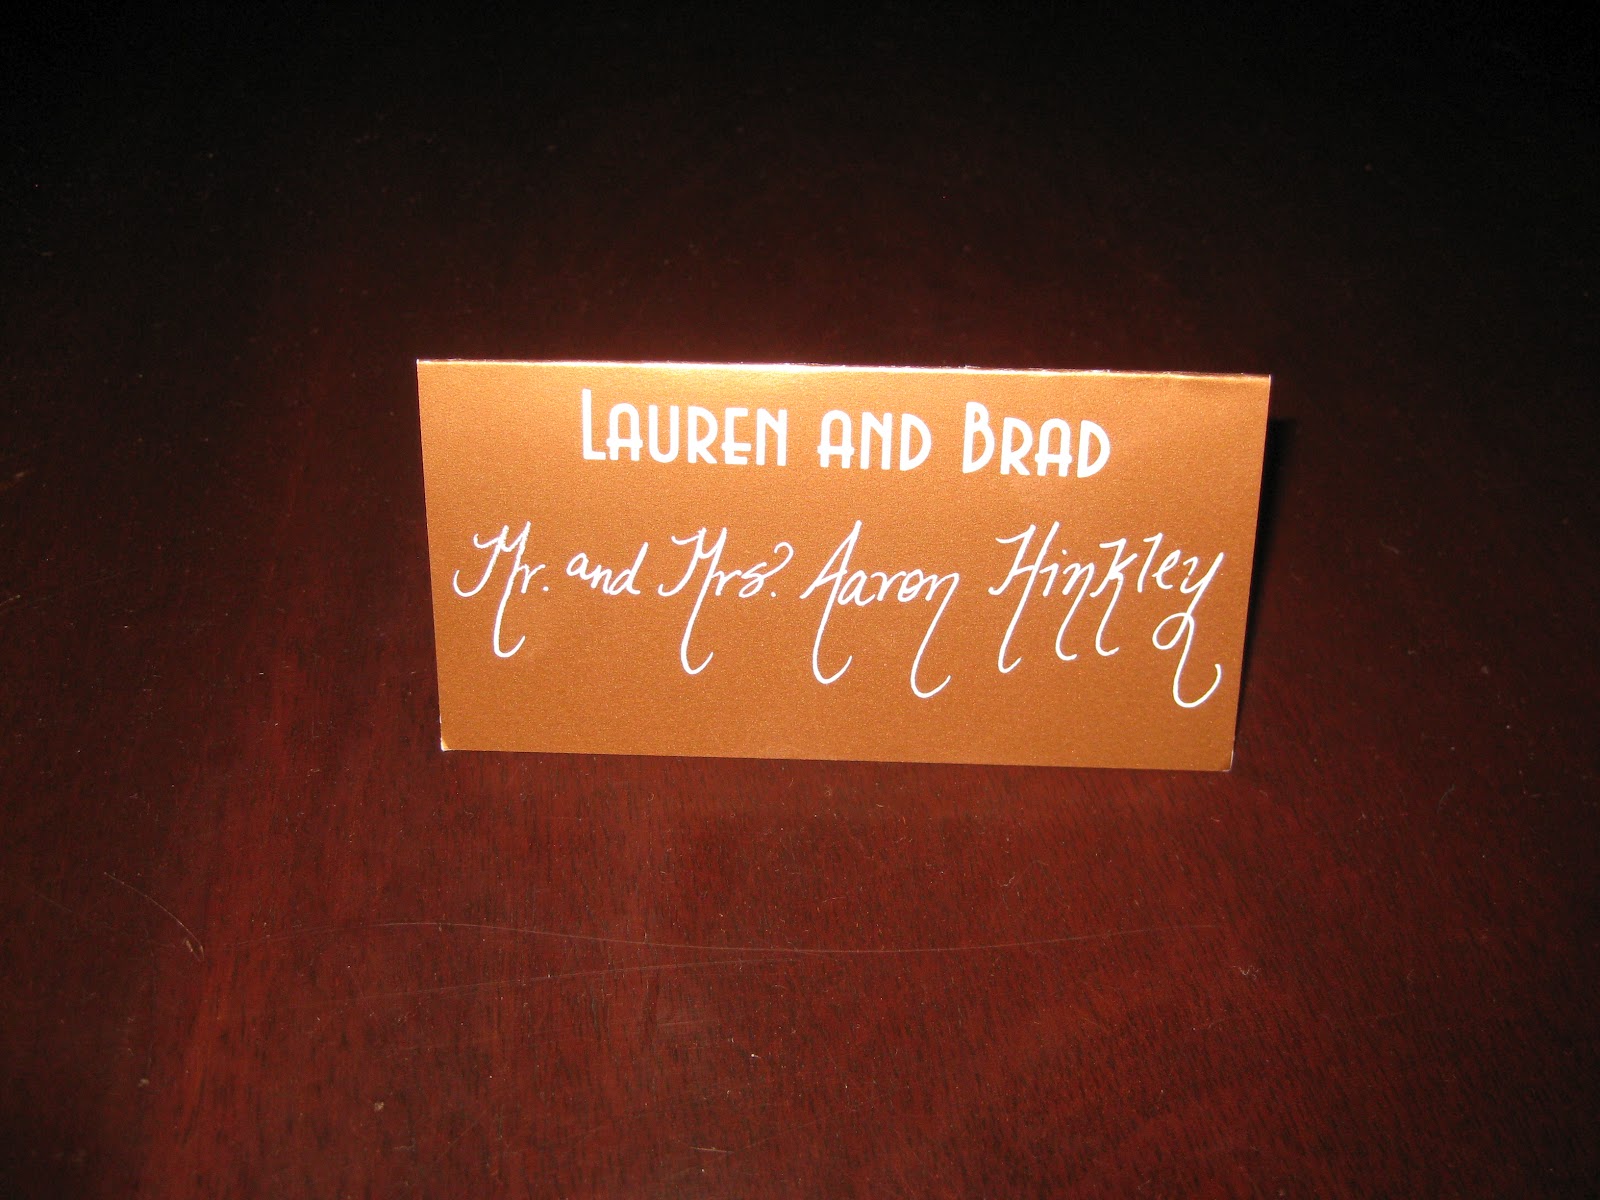 LAUREN AND BRAD
Mr. and Mrs. Aaron Hinkley